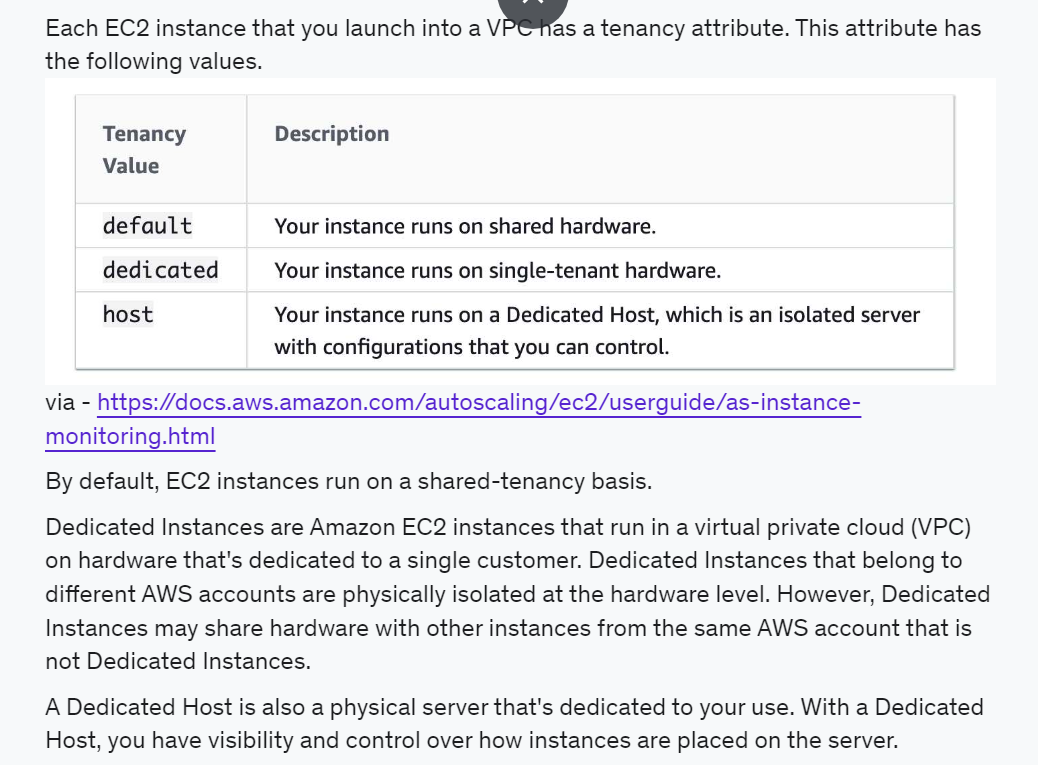 Each EC2 instance that you launch into a VPC has a tenancy attribute. This attribute has
the following values.
Tenancy
Value
Description
default
Your instance runs on shared hardware.
dedicated
Your instance runs on single-tenant hardware.
host
Your instance runs on a Dedicated Host, which is an isolated server
with configurations that you can control.
via - https://docs.aws.amazon.com/autoscaling/ec2/userguide/as-instance-
monitoring.html
By default, EC2 instances run on a shared-tenancy basis.
Dedicated Instances are Amazon EC2 instances that run in a virtual private cloud (VPC)
on hardware that's dedicated to a single customer. Dedicated Instances that belong to
different AWS accounts are physically isolated at the hardware level. However, Dedicated
Instances may share hardware with other instances from the same AWS account that is
not Dedicated Instances.
A Dedicated Host is also a physical server that's dedicated to your use. With a Dedicated
Host, you have visibility and control over how instances are placed on the server.